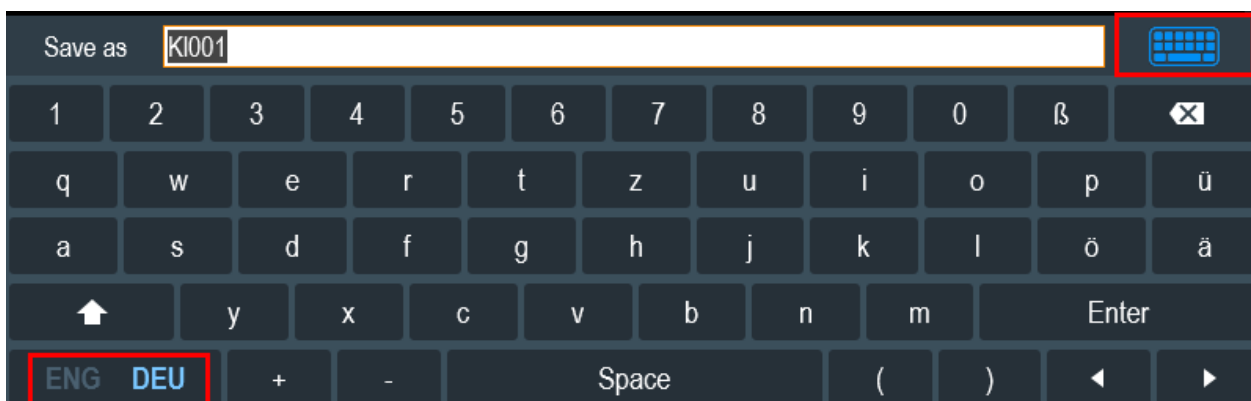 Save as KI001
1 2 3 4 5 6 7 8 9 0 ß
q w e r t z u i o p ü
a s d f g h j k l ö ä
y x c v b n m Enter
ENG DEU + - Space ( )